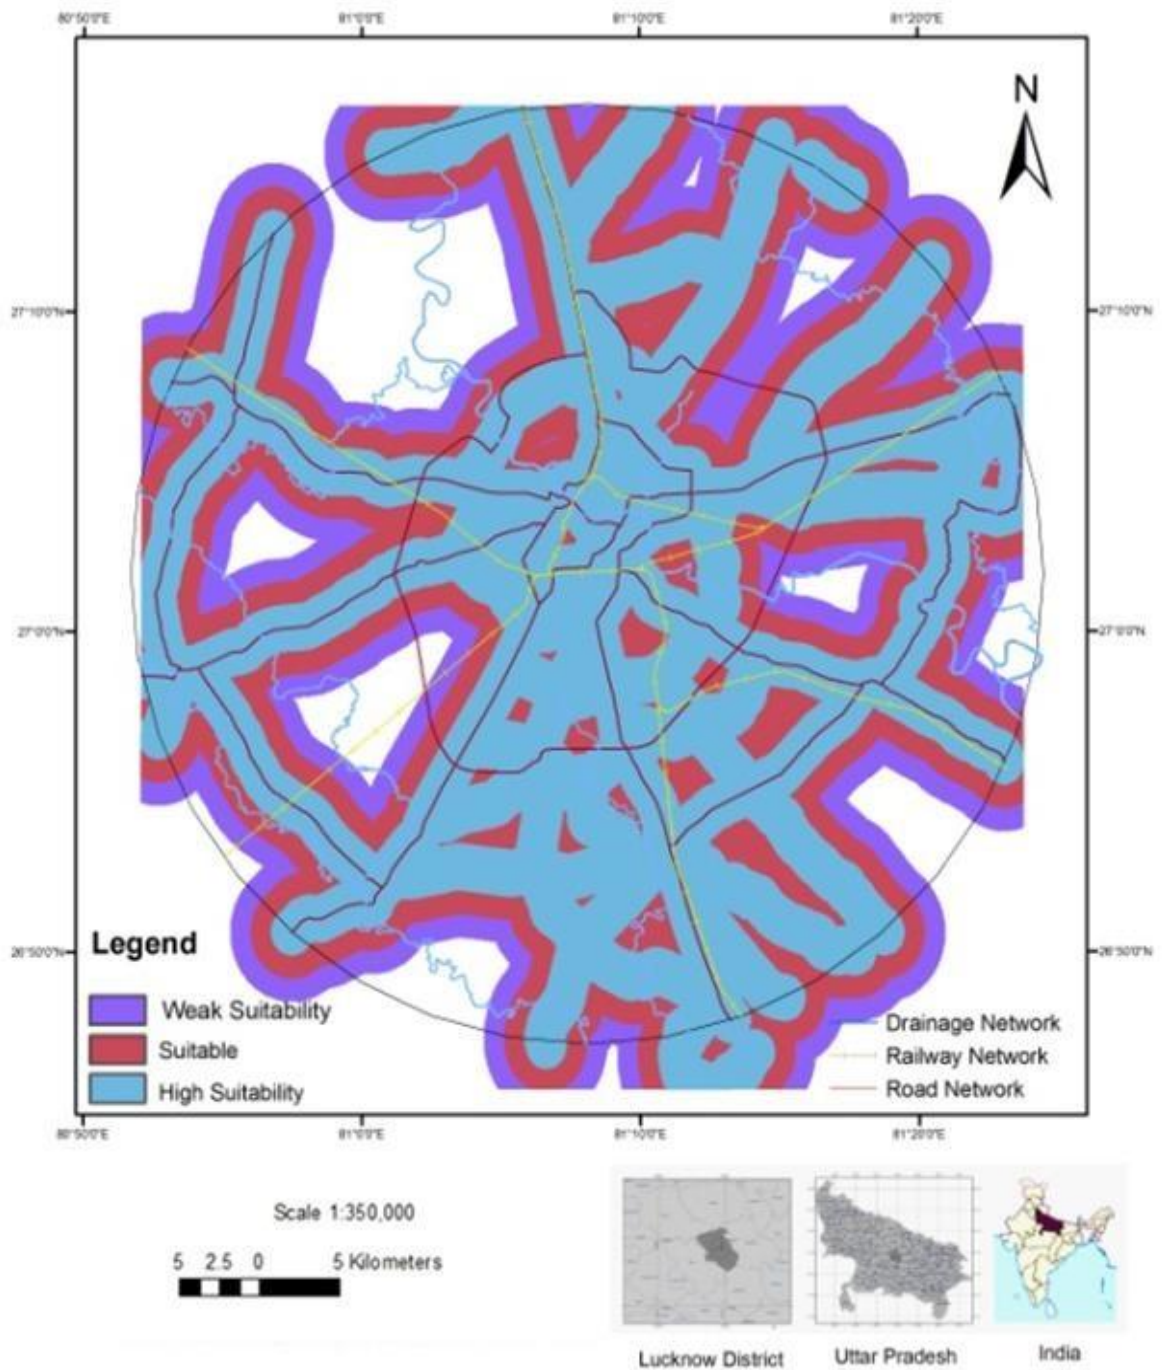 80°50'0"E 81°0'0"E 81°10'0"E 81°20'0"E
N
27°10'0"N 27°10'0"N
27°0'0"N 27°0'0"N
26°50'0"N 26°50'0"N
Legend
Weak Suitability
Suitable
High Suitability
Drainage Network
Railway Network
Road Network
80°50'0"E 81°0'0"E 81°10'0"E 81°20'0"E
Scale 1:350,000
5 2.5 0 5 Kilometers
Lucknow District Uttar Pradesh India